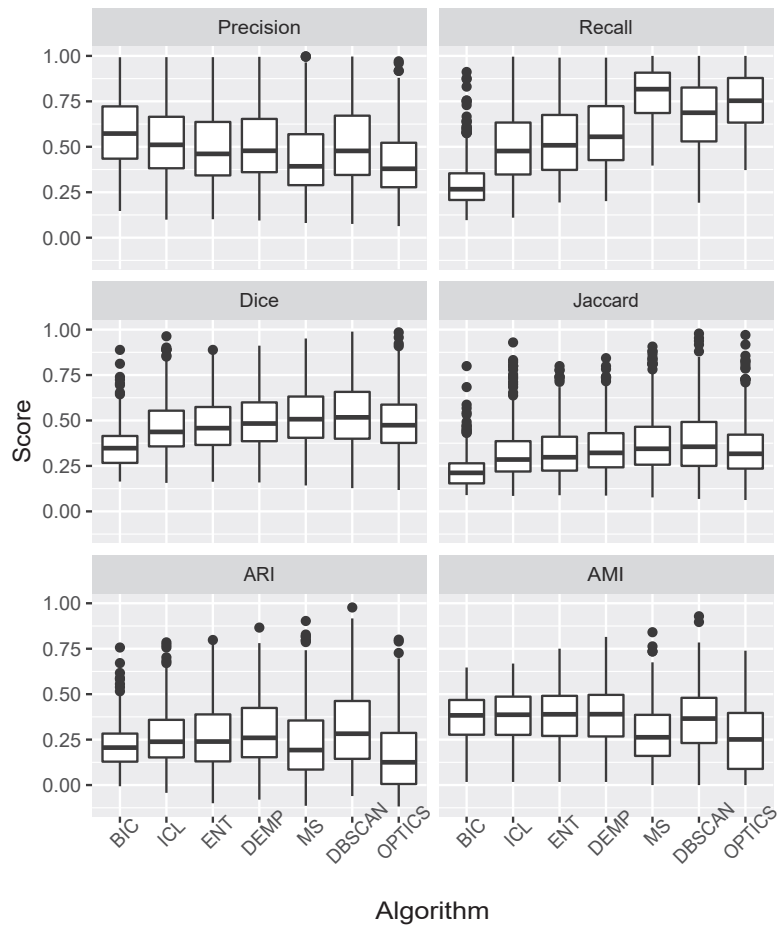 Precision
Recall
1.00
0.75
0.50
0.25
0.00
Dice
Jaccard
1.00
0.75
0.50
0.25
0.00
Score
ARI
AMI
1.00
0.75
0.50
0.25
0.00
BIC
ICL
ENT
DEMP
MS
DBSCAN
OPTICS
BIC
ICL
ENT
DEMP
MS
DBSCAN
OPTICS
Algorithm